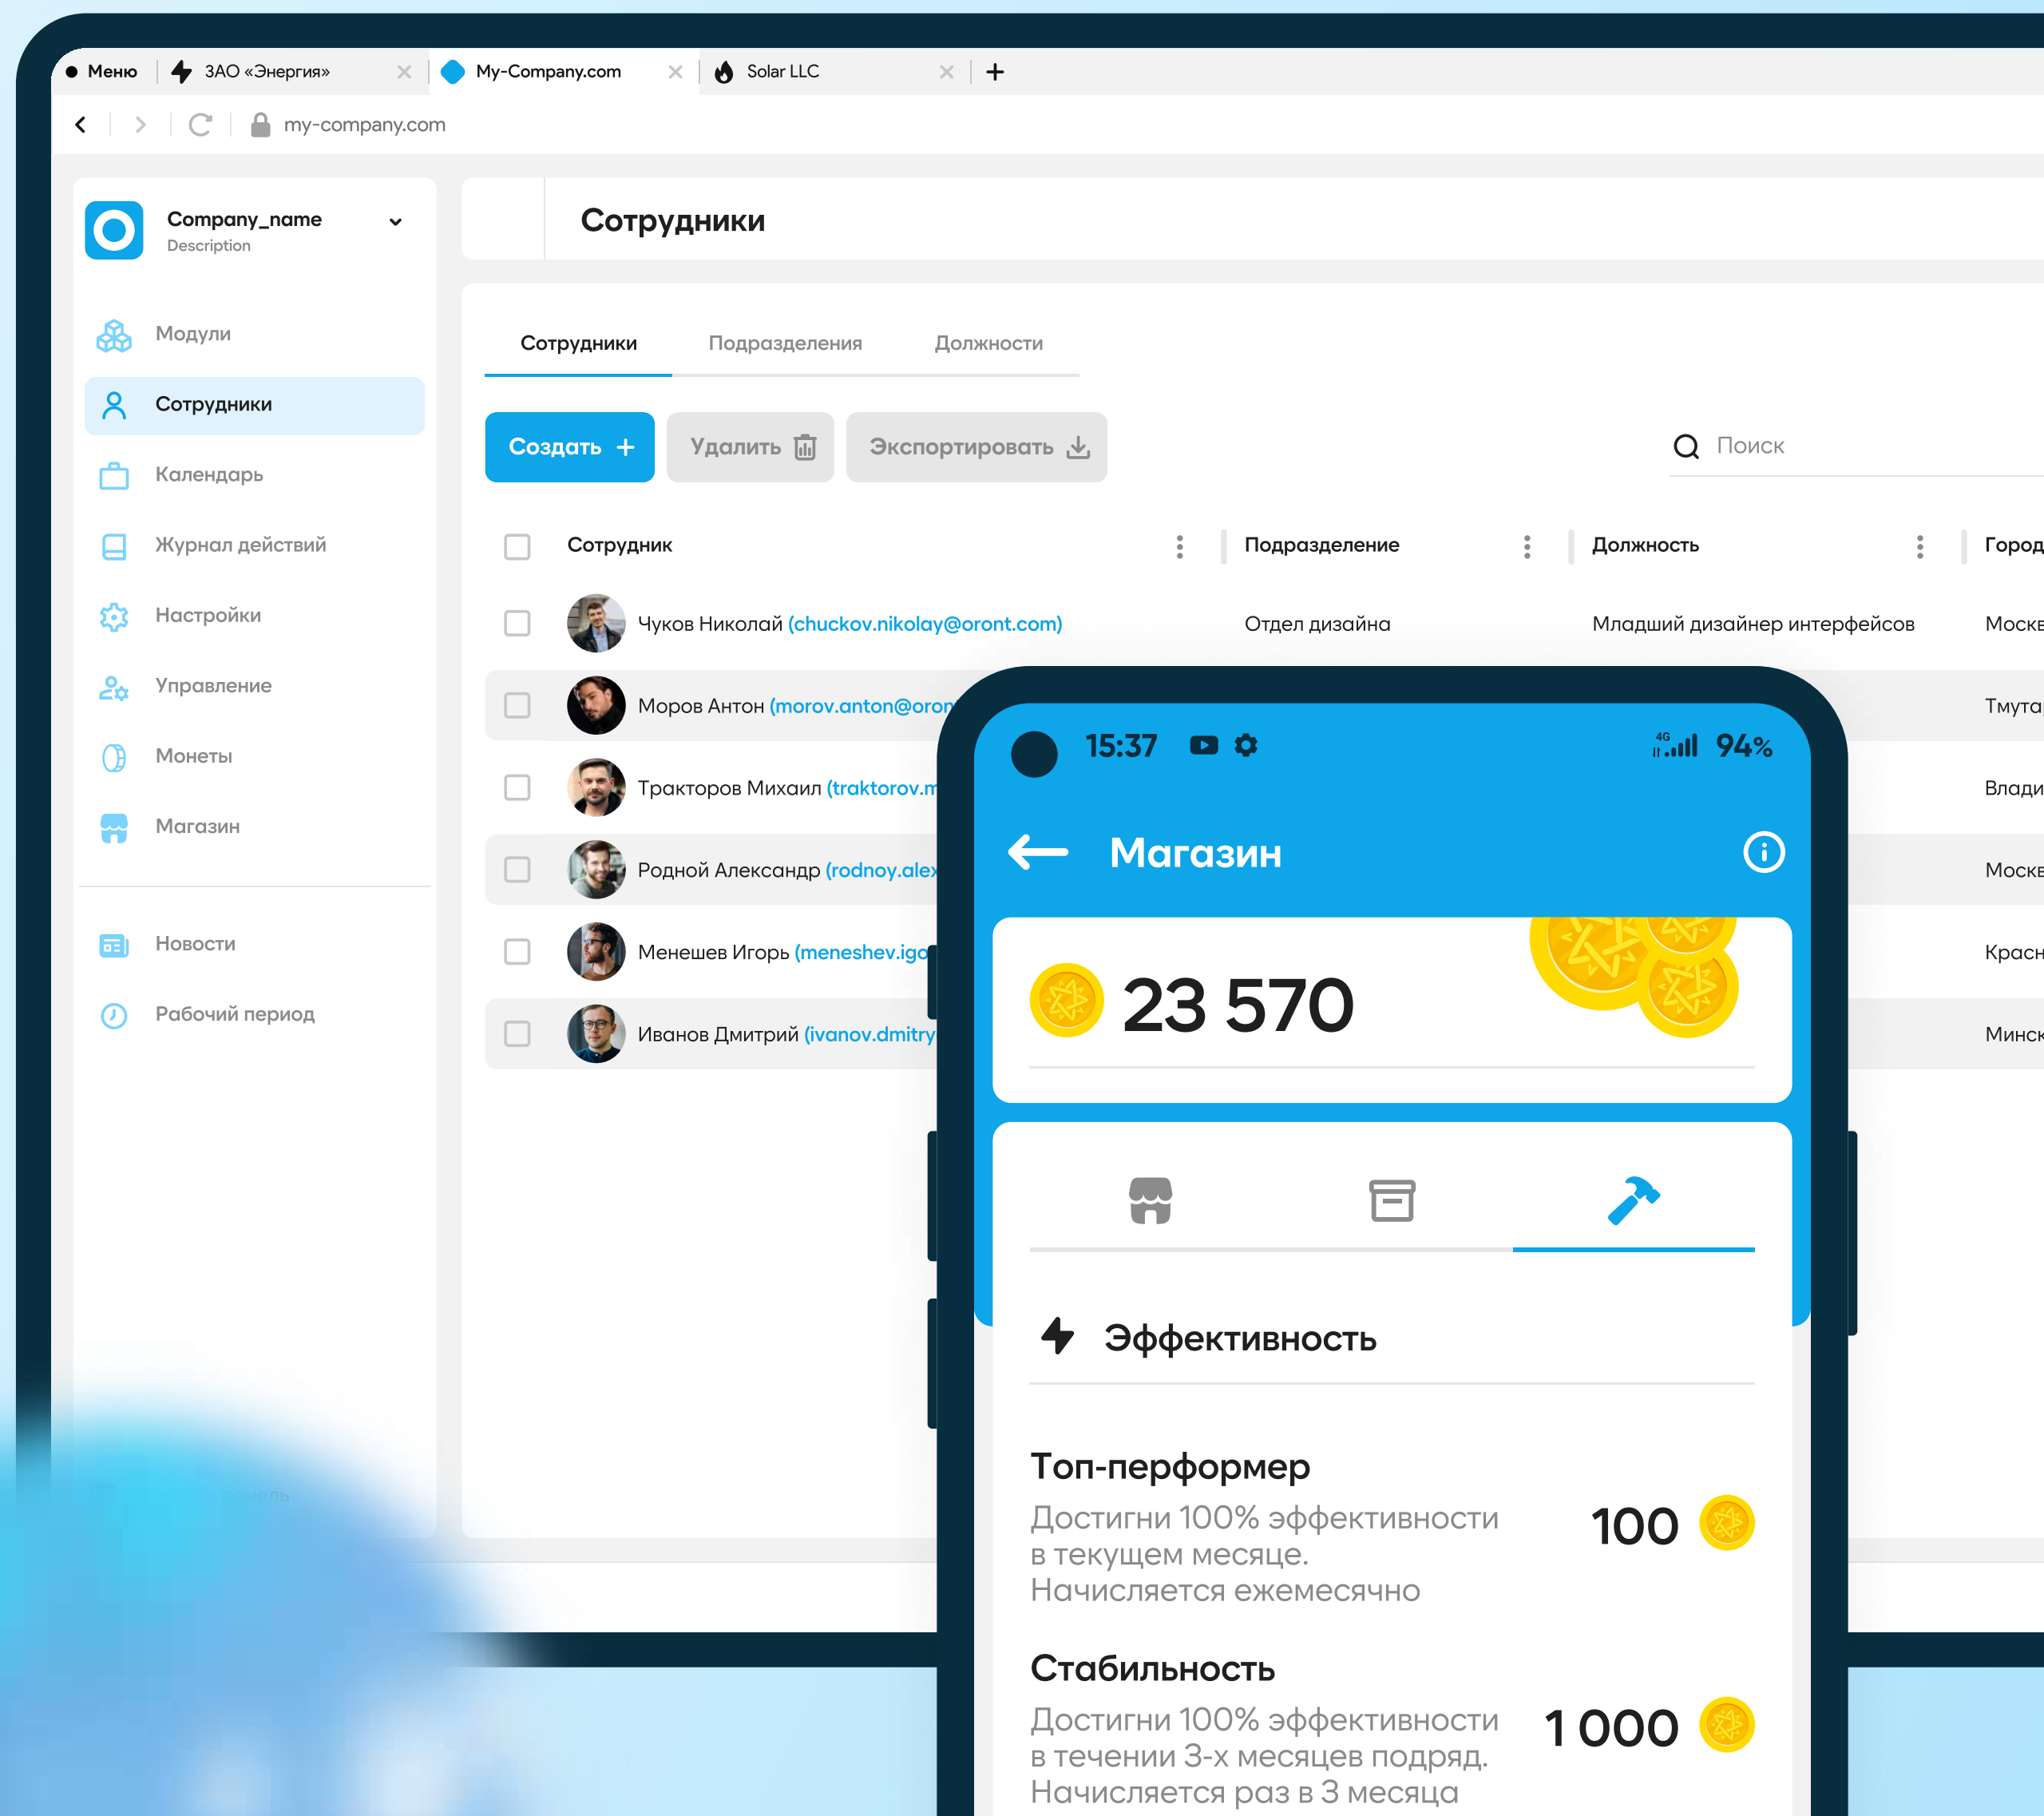 Меню
ЗАО «Энергия»
My-Company.com
Solar LLC
my-company.com
Company_name
Description
Модули
Сотрудники
Календарь
Журнал действий
Настройки
Управление
Монеты
Магазин
Новости
Рабочий период
Сотрудники
Сотрудники Подразделения Должности
Создать + Удалить Экспортировать
Поиск
Сотрудник Подразделение Должность Город
Чуков Николай (chuckov.nikolay@oront.com) Отдел дизайна Младший дизайнер интерфейсов Москв
Моров Антон (morov.anton@oron Тмута
Тракторов Михаил (traktorov.m Влади
Родной Александр (rodnoy.alex Москв
Менешев Игорь (meneshev.igo Красн
Иванов Дмитрий (ivanov.dmitry Минск
15:37 4G 94%
Магазин
23 570
Эффективность
Топ-перформер
Достигни 100% эффективности
в текущем месяце.
Начисляется ежемесячно
100
Стабильность
Достигни 100% эффективности
в течении 3-х месяцев подряд.
Начисляется раз в 3 месяца
1 000